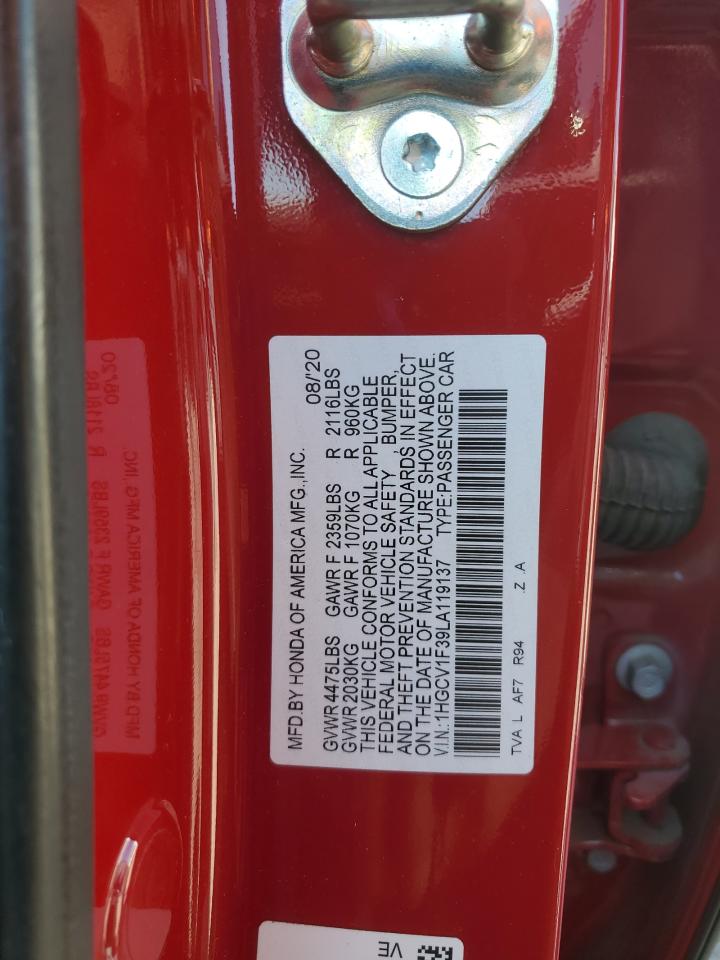 MFD.BY HONDA OF AMERICA MFG.,INC. 08/'20
GVWR 4475LBS GAWR F 2359LBS R 2116LBS
GVWR 2030KG GAWR F 1070KG R 960KG
THIS VEHICLE CONFORMS TO ALL APPLICABLE
FEDERAL MOTOR VEHICLE SAFETY , BUMPER,
AND THEFT PREVENTION STANDARDS IN EFFECT
ON THE DATE OF MANUFACTURE SHOWN ABOVE.
V.I.N.:1HGCV1F39LA119137 TYPE:PASSENGER CAR
TVA L AF7 R94 .Z .A
VE